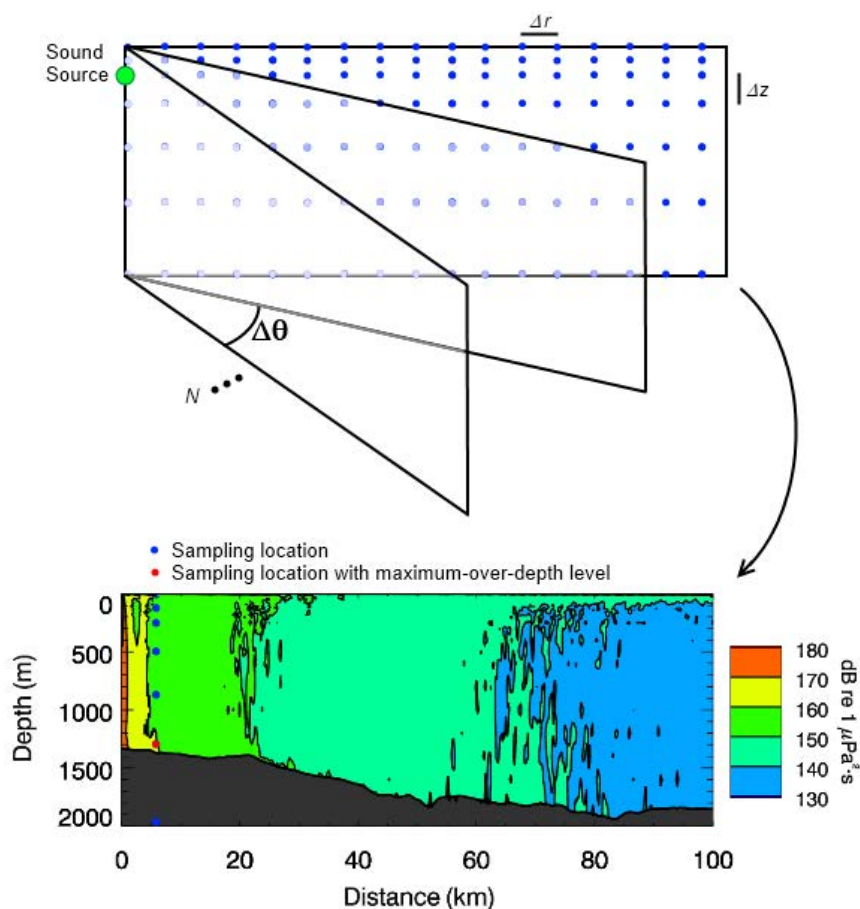 Δr
Sound
Source
Δz
Δθ
N
Sampling location
Sampling location with maximum-over-depth level
Depth (m)
0
500
1000
1500
2000
0 20 40 60 80 100
Distance (km)
180
170
160
150
140
130
dB re 1 μPa²·s